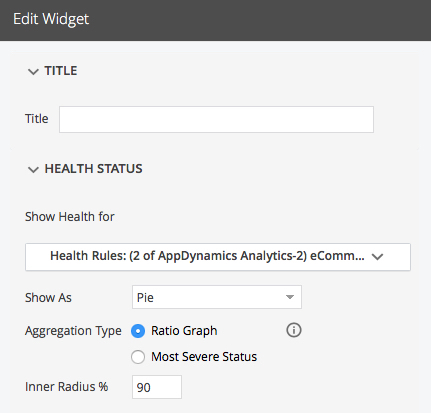 Edit Widget
TITLE
Title
HEALTH STATUS
Show Health for
Health Rules: (2 of AppDynamics Analytics-2) eComm...
Show As Pie
Aggregation Type Ratio Graph
Most Severe Status
Inner Radius % 90